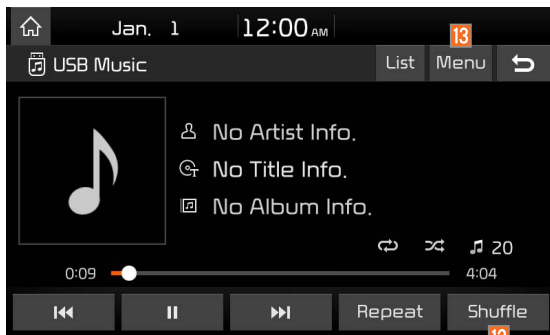 Jan. 1 12:00 AM
13
USB Music List Menu
No Artist Info.
No Title Info.
No Album Info.
20
0:09 4:04
Repeat Shuffle